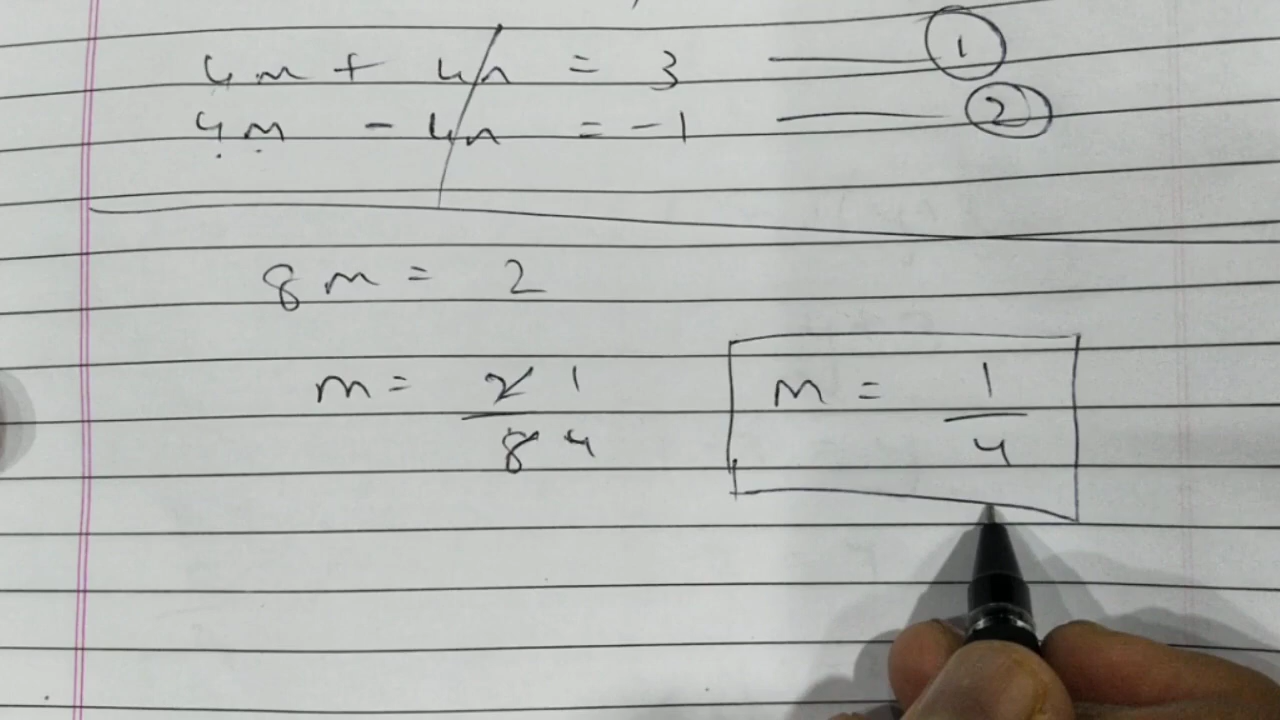 4m + 4n = 3 ——— ①
4m - 4n = -1 ——— ②
8m = 2
m = 2/8 1/4
m = 1/4